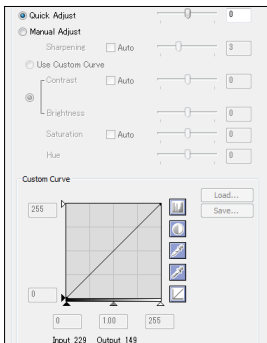 Quick Adjust 0
Manual Adjust
Sharpening Auto 3
Use Custom Curve
Contrast Auto 0
Brightness 0
Saturation Auto 0
Hue 0
Custom Curve
Load...
255
Save...
0
0 1.00 255
Input 229 Output 149